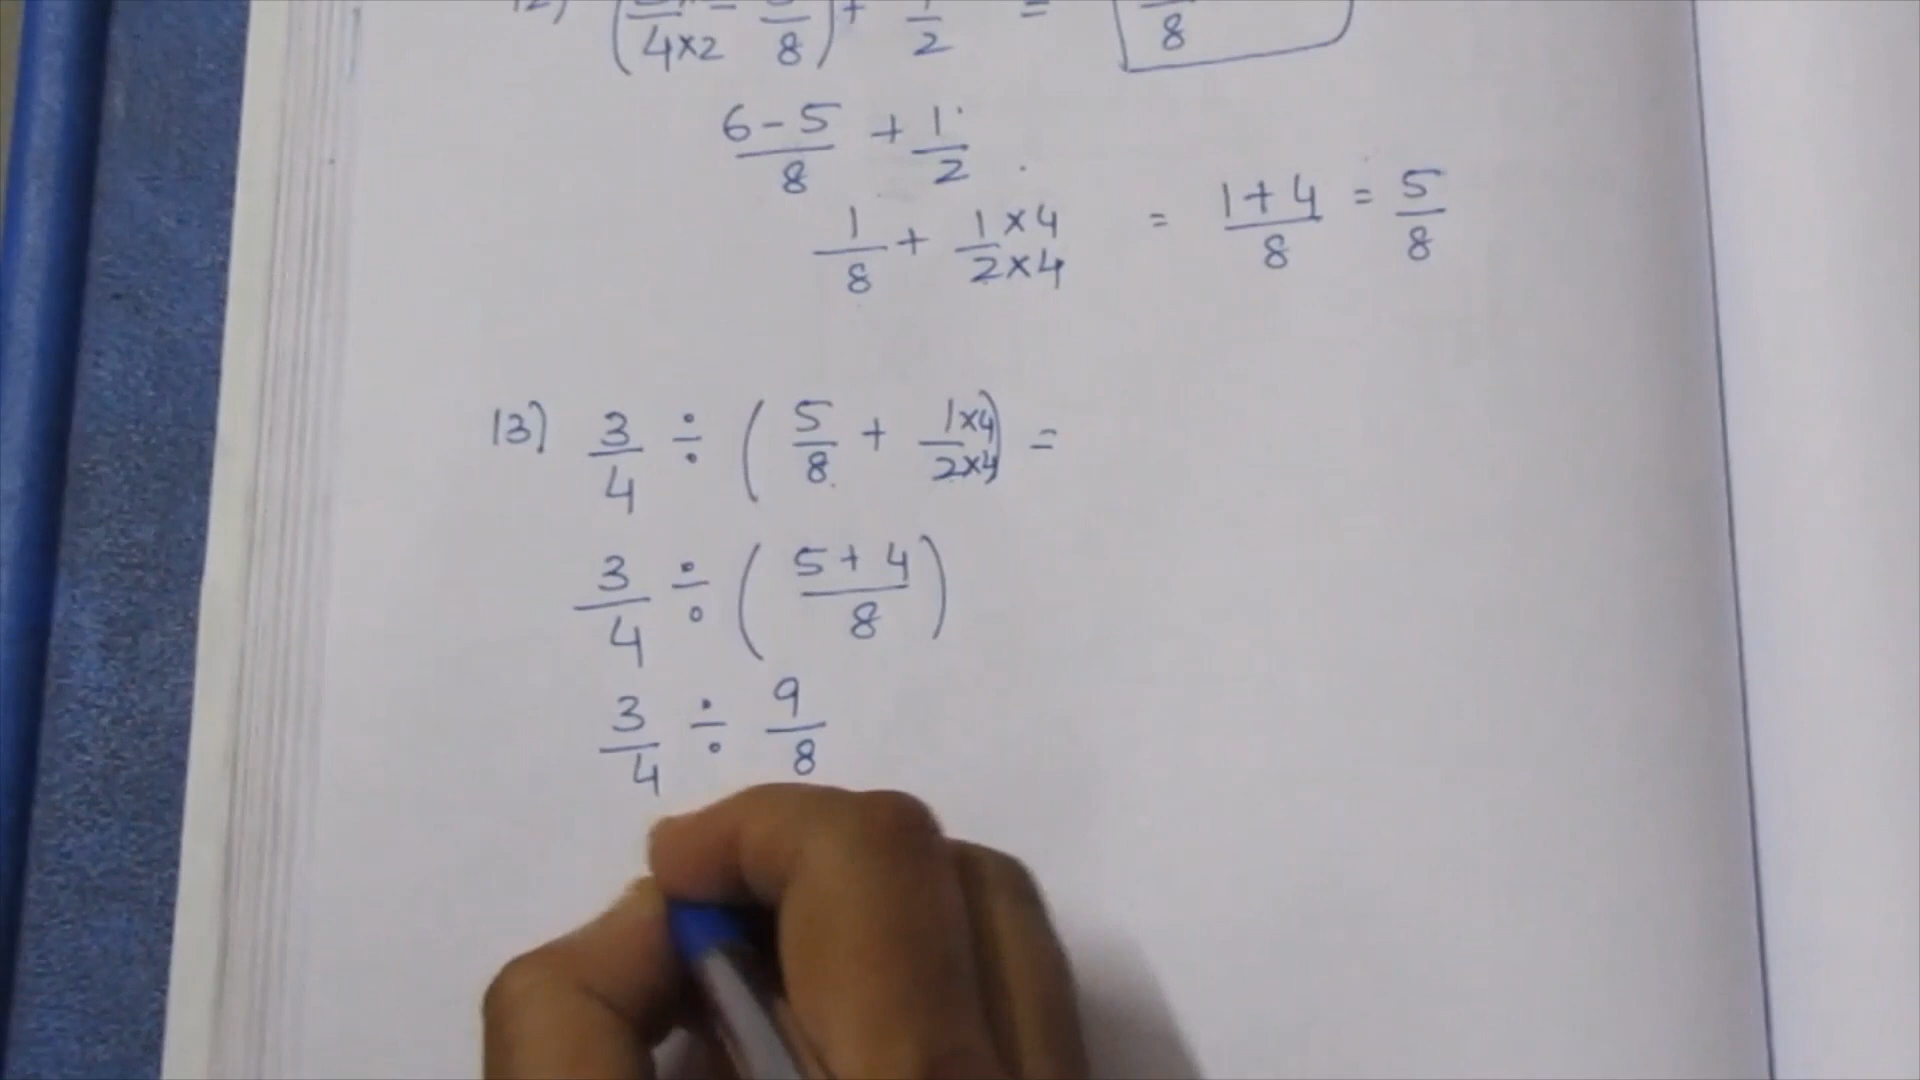 12) ( /4×2 - /8) + /2 = /8
6-5/8 + 1/2
1/8 + 1×4/2×4 = 1+4/8 = 5/8
13) 3/4 ÷ ( 5/8 + 1×4/2×4) =
3/4 ÷ ( 5+4/8 )
3/4 ÷ 9/8